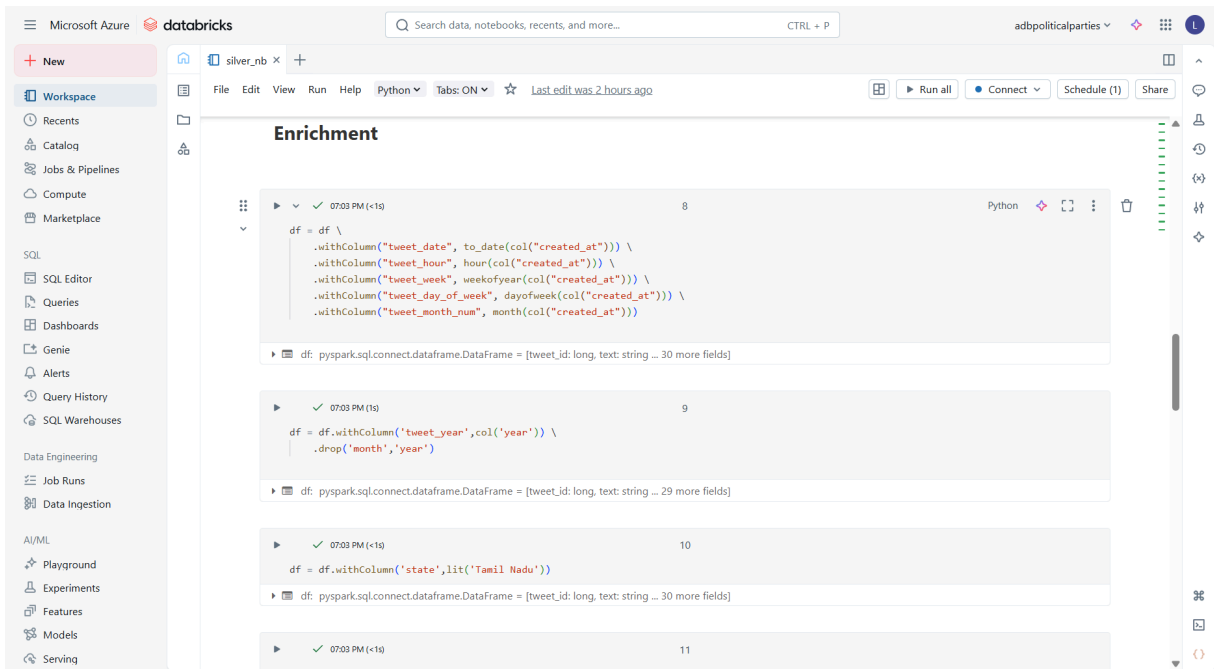 Microsoft Azure databricks
Search data, notebooks, recents, and more... CTRL + P
adbpoliticalparties
L
New
Workspace
Recents
Catalog
Jobs & Pipelines
Compute
Marketplace
SQL
SQL Editor
Queries
Dashboards
Genie
Alerts
Query History
SQL Warehouses
Data Engineering
Job Runs
Data Ingestion
AI/ML
Playground
Experiments
Features
Models
Serving
silver_nb
File Edit View Run Help Python Tabs: ON Last edit was 2 hours ago
Run all Connect Schedule (1) Share
Enrichment
07:03 PM (<1s) 8 Python
df = df \
.withColumn("tweet_date", to_date(col("created_at"))) \
.withColumn("tweet_hour", hour(col("created_at"))) \
.withColumn("tweet_week", weekofyear(col("created_at"))) \
.withColumn("tweet_day_of_week", dayofweek(col("created_at"))) \
.withColumn("tweet_month_num", month(col("created_at")))
df: pyspark.sql.connect.dataframe.DataFrame = [tweet_id: long, text: string ... 30 more fields]
07:03 PM (1s) 9
df = df.withColumn('tweet_year',col('year')) \
.drop('month','year')
df: pyspark.sql.connect.dataframe.DataFrame = [tweet_id: long, text: string ... 29 more fields]
07:03 PM (<1s) 10
df = df.withColumn('state',lit('Tamil Nadu'))
df: pyspark.sql.connect.dataframe.DataFrame = [tweet_id: long, text: string ... 30 more fields]
07:03 PM (<1s) 11